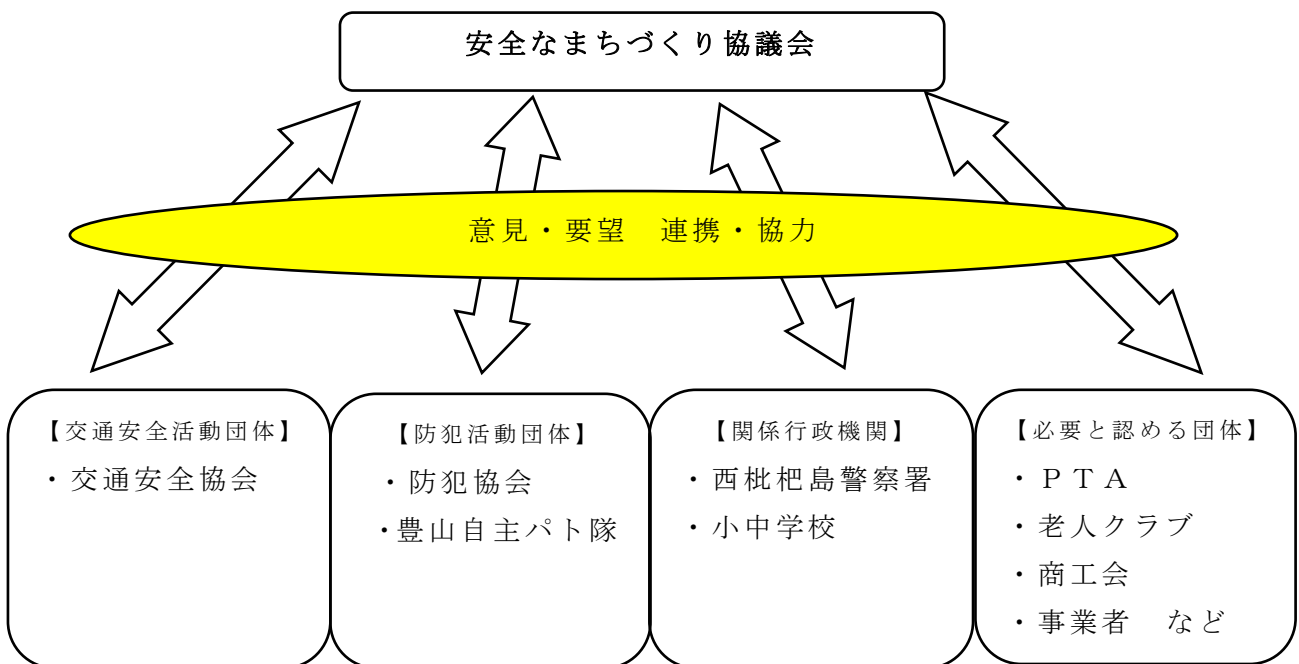 安全なまちづくり協議会
意見・要望　連携・協力
【交通安全活動団体】
・交通安全協会
【防犯活動団体】
・防犯協会
・豊山自主パト隊
【関係行政機関】
・西枇杷島警察署
・小中学校
【必要と認める団体】
・ＰＴＡ
・老人クラブ
・商工会
・事業者　など